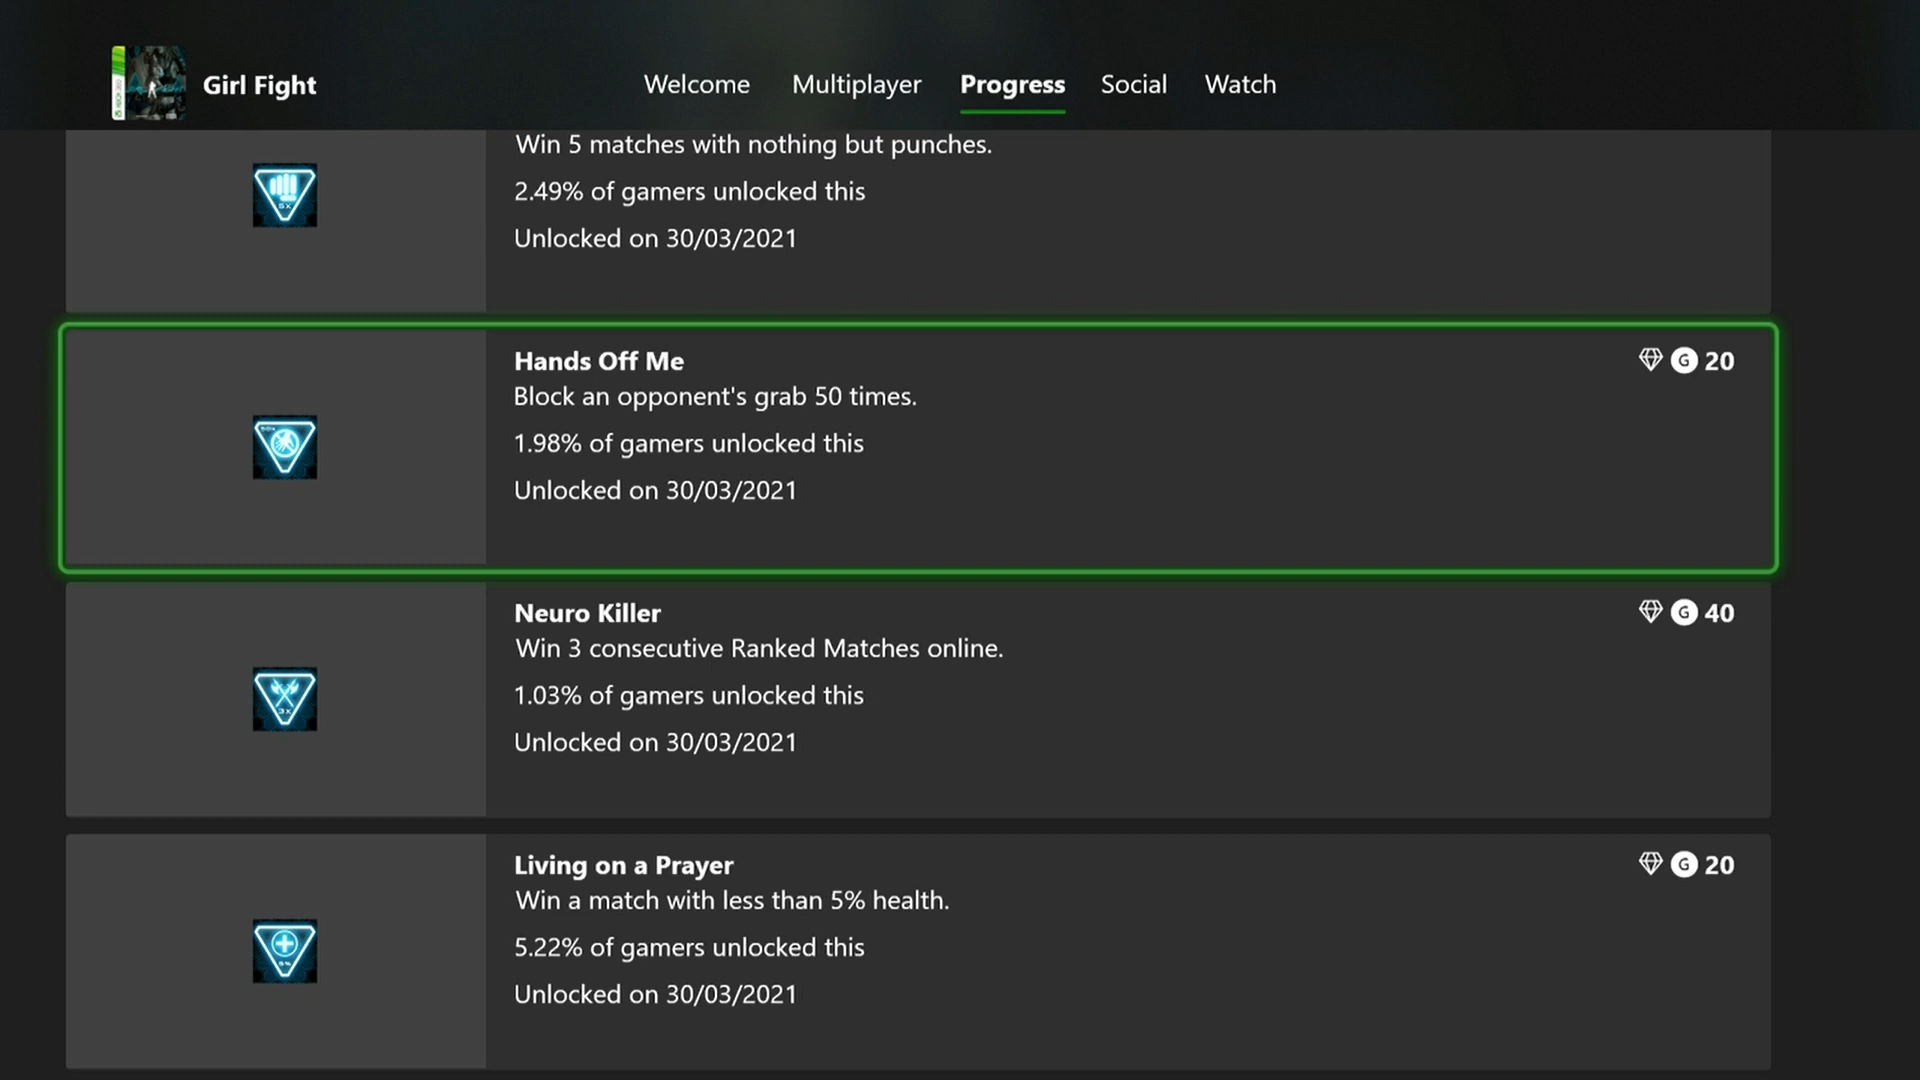 Girl Fight
Welcome
Multiplayer
Progress
Social
Watch
Win 5 matches with nothing but punches.
2.49% of gamers unlocked this
Unlocked on 30/03/2021
Hands Off Me
G 20
Block an opponent's grab 50 times.
1.98% of gamers unlocked this
Unlocked on 30/03/2021
Neuro Killer
G 40
Win 3 consecutive Ranked Matches online.
1.03% of gamers unlocked this
Unlocked on 30/03/2021
3X
Living on a Prayer
G 20
Win a match with less than 5% health.
5.22% of gamers unlocked this
Unlocked on 30/03/2021